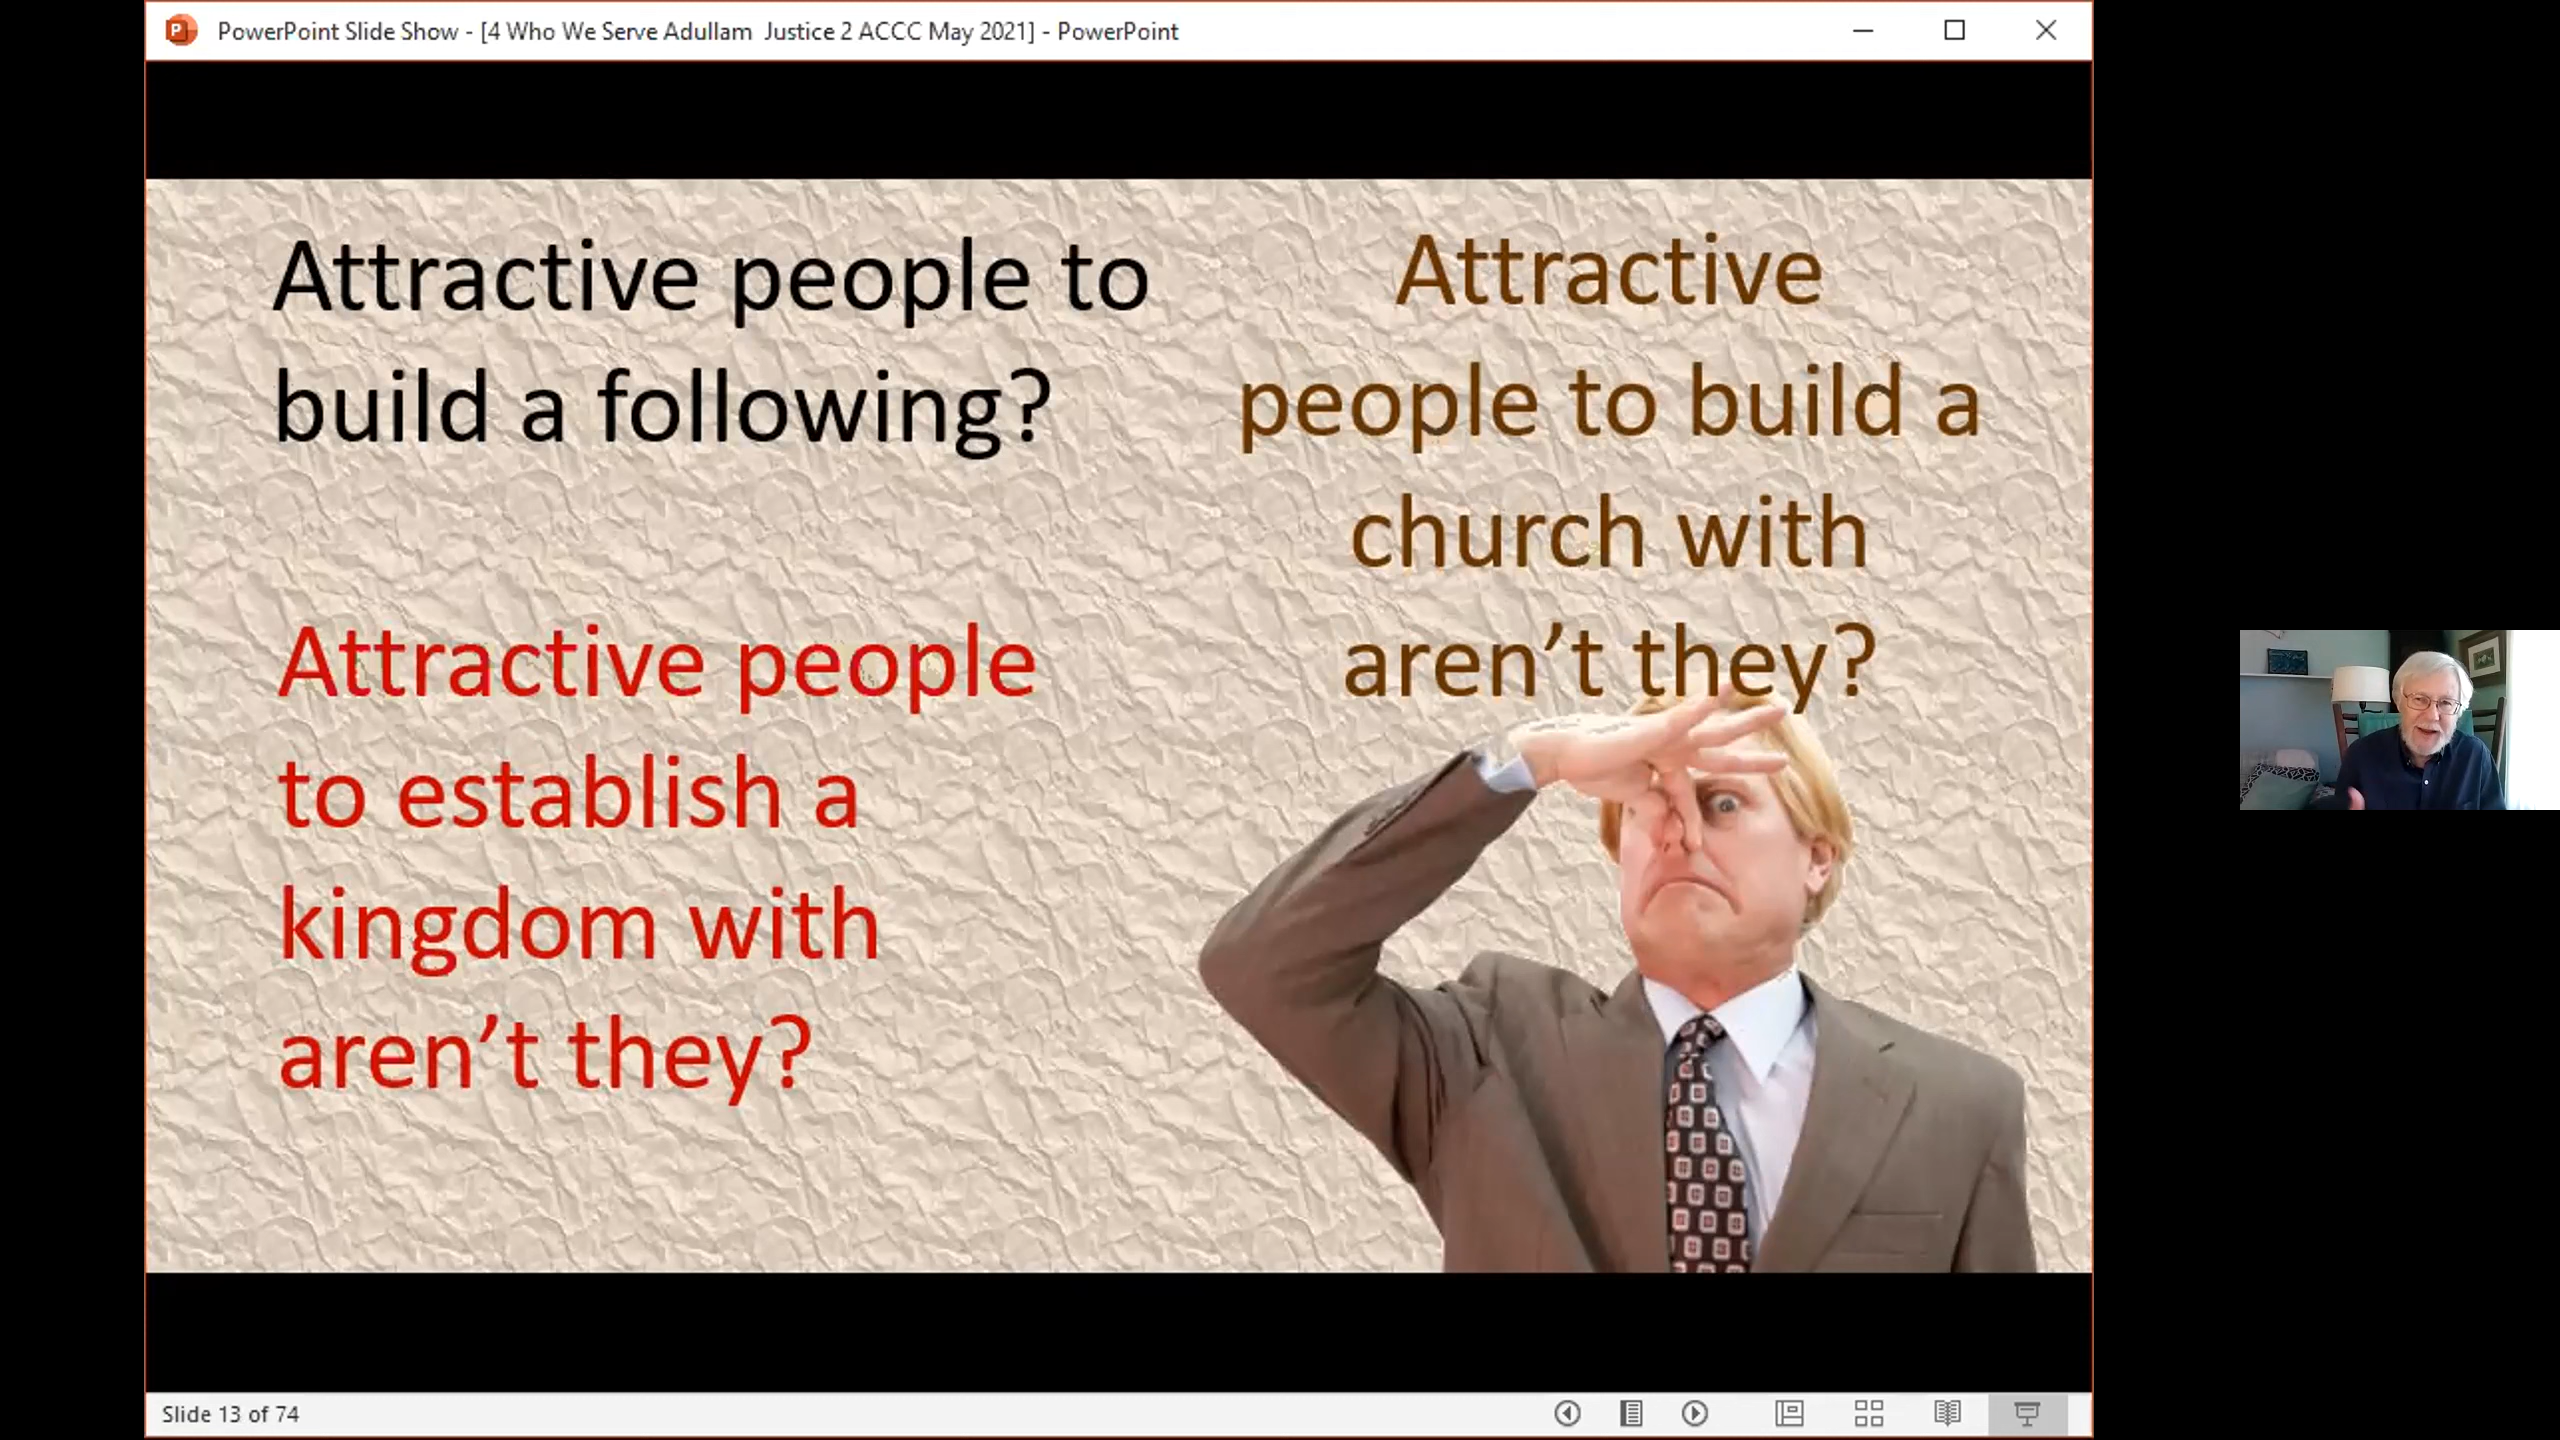 PowerPoint Slide Show - [4 Who We Serve Adullam  Justice 2 ACCC May 2021] - PowerPoint
Attractive people to
build a following?
Attractive people
to establish a
kingdom with
aren’t they?
Attractive
people to build a
church with
aren’t they?
Slide 13 of 74